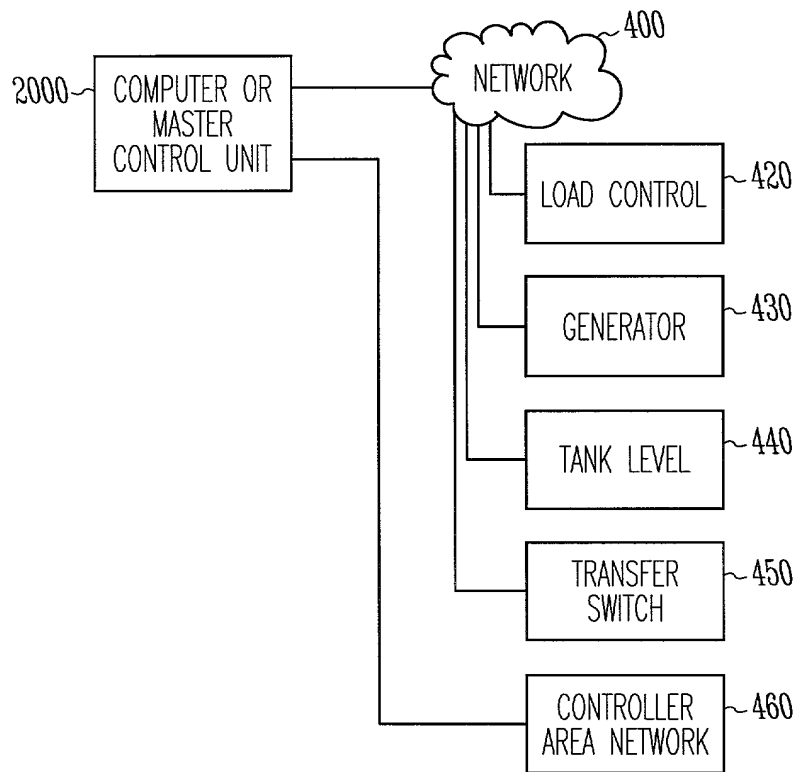 400
2000
COMPUTER OR
MASTER
CONTROL UNIT
NETWORK
LOAD CONTROL
420
GENERATOR
430
TANK LEVEL
440
TRANSFER
SWITCH
450
CONTROLLER
AREA NETWORK
460